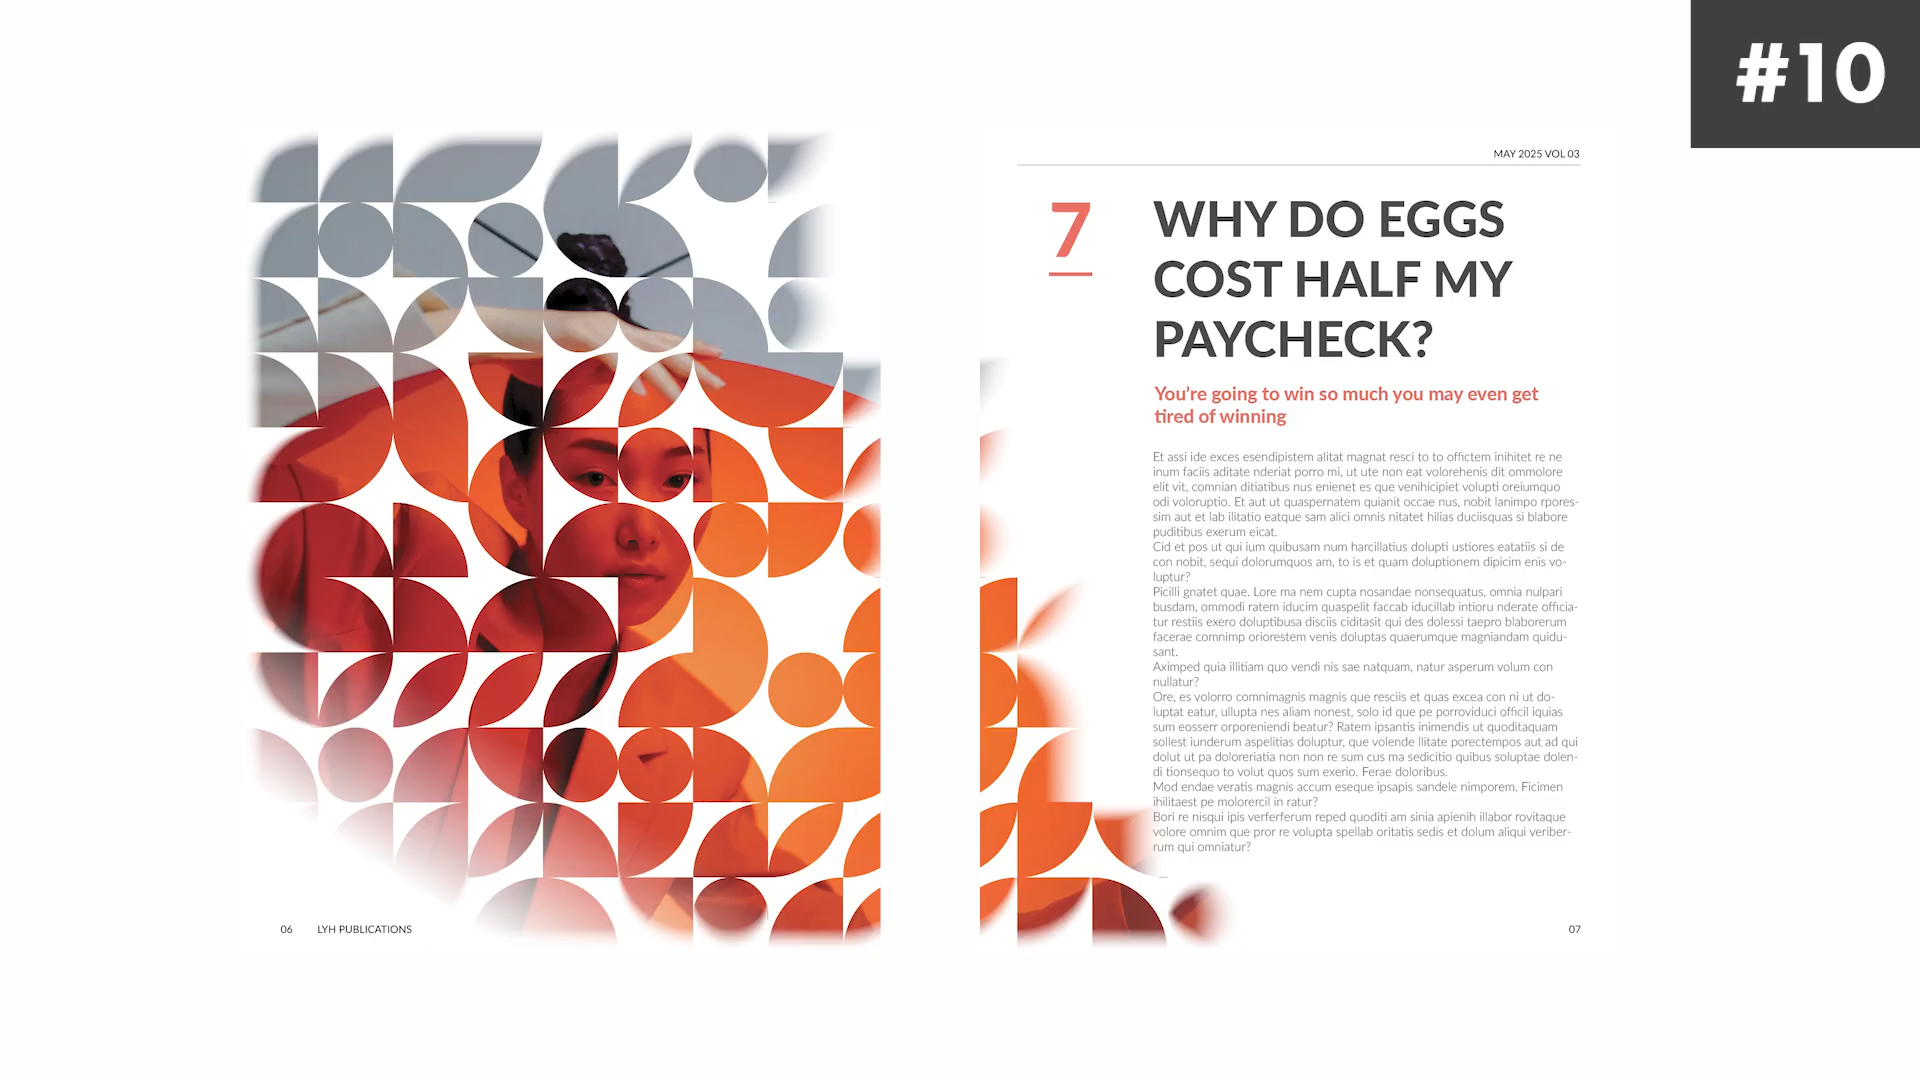 #10
MAY 2025 VOL 03
7
WHY DO EGGS
COST HALF MY
PAYCHECK?
You're going to win so much you may even get
tired of winning
Et assi ide exces esendipistem alitat magnat resci to to offictem inihitet re ne
inum faciis aditate nderiat porro mi, ut ute non eat volorehenis dit ommolore
elit vit, comnian ditiatibus nus enienet es que venihicipiet volupti oreiumquo
odi voloruptio. Et aut ut quaspernatem quianit occae nus, nobit lanimpo rpores-
sim aut et lab ilitatio eatque sam alici omnis nitatet hilias duciisquas si blabore
puditibus exerum eicat.
Cid et pos ut qui ium quibusam num harcillatius dolupti ustiores eatatiis si de
con nobit, sequi dolorumquos am, to is et quam doluptionem dipicim enis vo-
luptur?
Picilli gnatet quae. Lore ma nem cupta nosandae nonsequatus, omnia nulpari
busdam, ommodi ratem iducim quaspelit faccab iducillab intioru nderate officia-
tur restiis exero doluptibusa disciis ciditasit qui des dolessi taepro blaborerum
facerae comnimp oriorestem venis doluptas quaerumque magniandam quidu-
sant.
Aximped quia illitiam quo vendi nis sae natquam, natur asperum volum con
nullatur?
Ore, es volorro comnimagnis magnis que resciis et quas excea con ni ut do-
luptat eatur, ullupta nes aliam nonest, solo id que pe porroviduci officil iquias
sum eosserr orporeniendi beatur? Ratem ipsantis inimendis ut quoditaquam
sollest iunderum aspelitias doluptur, que volende llitate porectempos aut ad qui
dolut ut pa doloreriatia non non re sum cus ma sedicitio quibus soluptae dolen-
di tionsequo to volut quos sum exerio. Ferae doloribus.
Mod endae veratis magnis accum eseque ipsapis sandele nimporem. Ficimen
ihilitaest pe molorercil in ratur?
Bori re nisqui ipis verferferum reped quoditi am sinia apienih illabor rovitaque
volore omnim que pror re volupta spellab oritatis sedis et dolum aliqui veriber-
rum qui omniatur?
06 LYH PUBLICATIONS
07